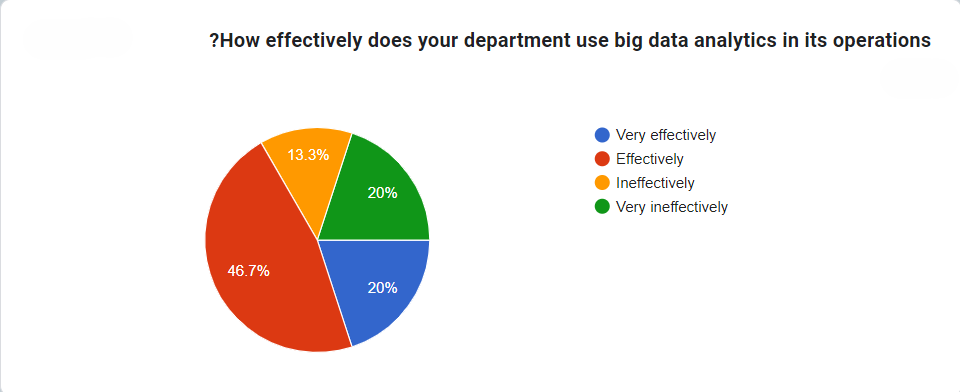 ?How effectively does your department use big data analytics in its operations
Very effectively
Effectively
Ineffectively
Very ineffectively
13.3%
20%
46.7%
20%